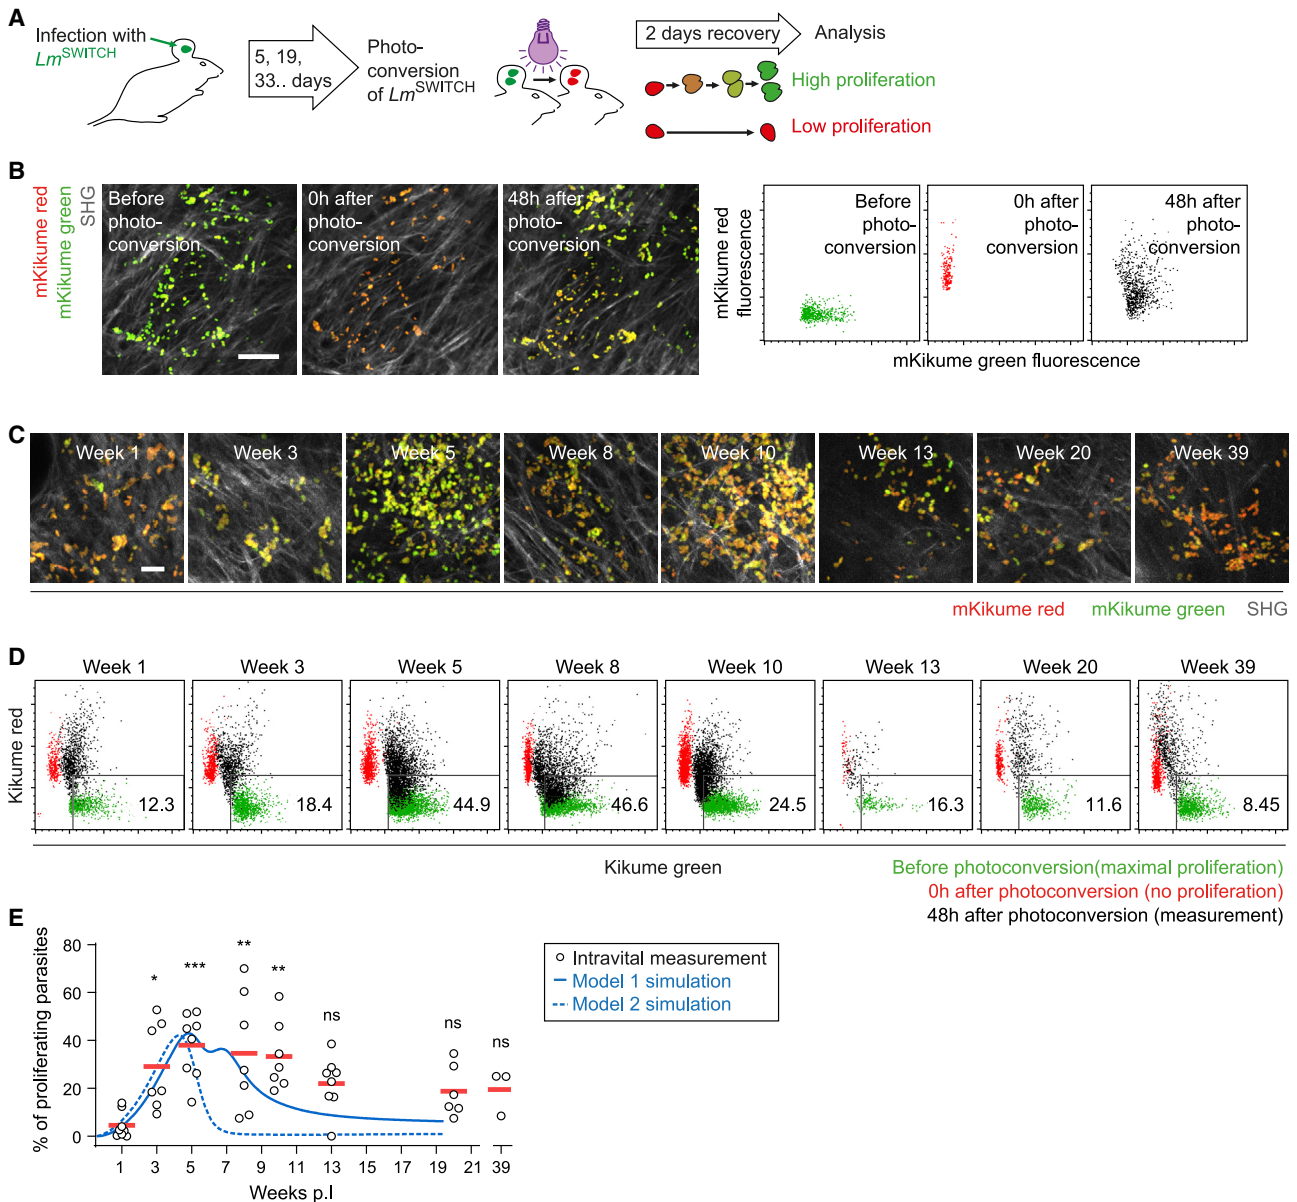 A
Infection with
LmSWITCH
5, 19,
33.. days
Photo-
conversion
of LmSWITCH
2 days recovery
Analysis
High proliferation
Low proliferation
B
mKikume red
mKikume green
SHG
Before
photo-
conversion
0h after
photo-
conversion
48h after
photo-
conversion
mKikume red
fluorescence
Before
photo-
conversion
0h after
photo-
conversion
48h after
photo-
conversion
mKikume green fluorescence
C
Week 1
Week 3
Week 5
Week 8
Week 10
Week 13
Week 20
Week 39
mKikume red mKikume green SHG
D
Week 1
Week 3
Week 5
Week 8
Week 10
Week 13
Week 20
Week 39
Kikume red
12.3
18.4
44.9
46.6
24.5
16.3
11.6
8.45
Kikume green
Before photoconversion(maximal proliferation)
0h after photoconversion (no proliferation)
48h after photoconversion (measurement)
E
% of proliferating parasites
80
60
40
20
0
* *** ** ** ns ns ns
1 3 5 7 9 11 13 15 17 19 21 39
Weeks p.I
Intravital measurement
Model 1 simulation
Model 2 simulation